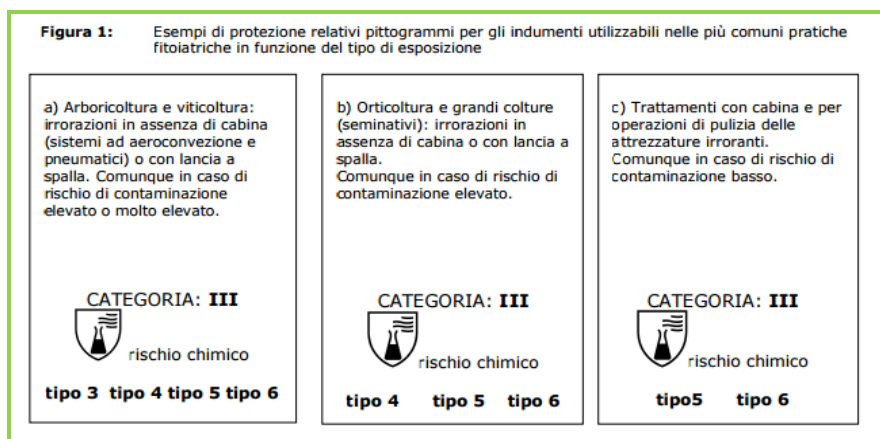 Figura 1: Esempi di protezione relativi pittogrammi per gli indumenti utilizzabili nelle più comuni pratiche
fitoiatriche in funzione del tipo di esposizione
a) Arboricoltura e viticoltura:
irrorazioni in assenza di cabina
(sistemi ad aeroconvezione e
pneumatici) o con lancia a
spalla. Comunque in caso di
rischio di contaminazione
elevato o molto elevato.
CATEGORIA: III
rischio chimico
tipo 3 tipo 4 tipo 5 tipo 6
b) Orticoltura e grandi colture
(seminativi): irrorazioni in
assenza di cabina o con lancia a
spalla.
Comunque in caso di rischio di
contaminazione elevato.
CATEGORIA: III
rischio chimico
tipo 4 tipo 5 tipo 6
c) Trattamenti con cabina e per
operazioni di pulizia delle
attrezzature irroranti.
Comunque in caso di rischio di
contaminazione basso.
CATEGORIA: III
rischio chimico
tipo5 tipo 6